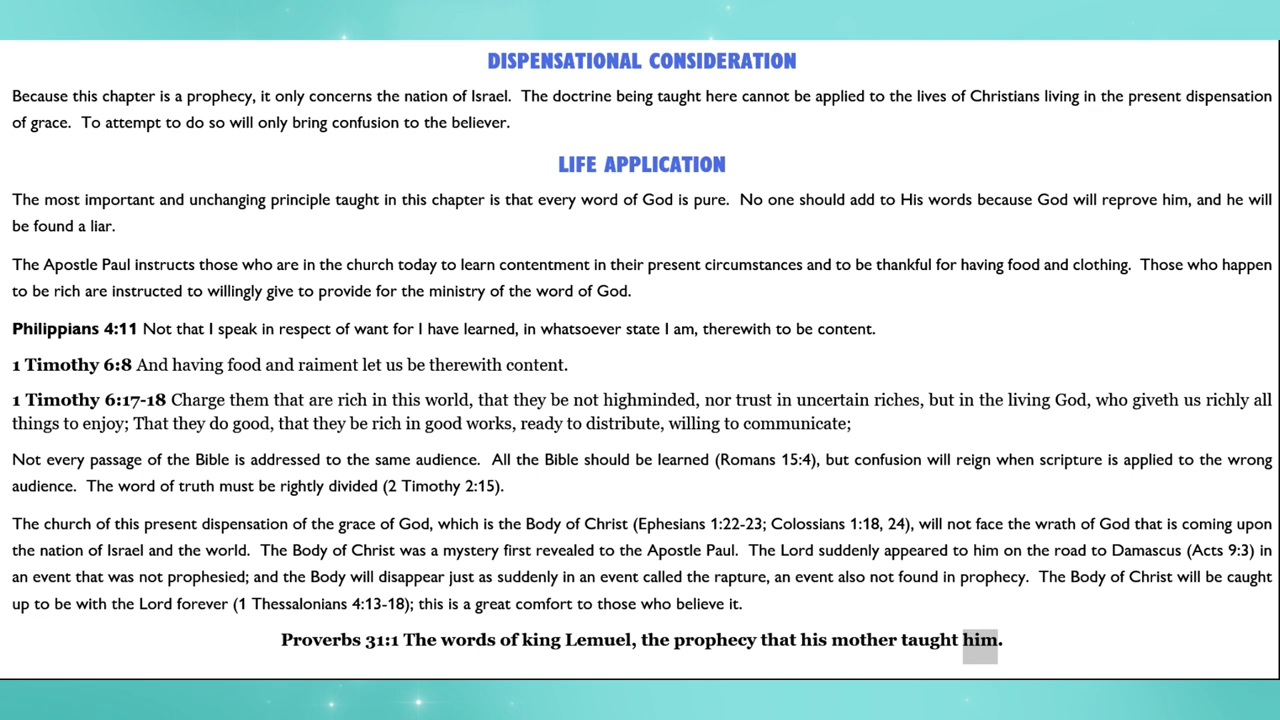 DISPENSATIONAL CONSIDERATION
Because this chapter is a prophecy, it only concerns the nation of Israel.  The doctrine being taught here cannot be applied to the lives of Christians living in the present dispensation
of grace.  To attempt to do so will only bring confusion to the believer.
LIFE APPLICATION
The most important and unchanging principle taught in this chapter is that every word of God is pure.  No one should add to His words because God will reprove him, and he will
be found a liar.
The Apostle Paul instructs those who are in the church today to learn contentment in their present circumstances and to be thankful for having food and clothing.  Those who happen
to be rich are instructed to willingly give to provide for the ministry of the word of God.
Philippians 4:11 Not that I speak in respect of want for I have learned, in whatsoever state I am, therewith to be content.
1 Timothy 6:8 And having food and raiment let us be therewith content.
1 Timothy 6:17-18 Charge them that are rich in this world, that they be not highminded, nor trust in uncertain riches, but in the living God, who giveth us richly all
things to enjoy; That they do good, that they be rich in good works, ready to distribute, willing to communicate;
Not every passage of the Bible is addressed to the same audience.  All the Bible should be learned (Romans 15:4), but confusion will reign when scripture is applied to the wrong
audience.  The word of truth must be rightly divided (2 Timothy 2:15).
The church of this present dispensation of the grace of God, which is the Body of Christ (Ephesians 1:22-23; Colossians 1:18, 24), will not face the wrath of God that is coming upon
the nation of Israel and the world.  The Body of Christ was a mystery first revealed to the Apostle Paul.  The Lord suddenly appeared to him on the road to Damascus (Acts 9:3) in
an event that was not prophesied; and the Body will disappear just as suddenly in an event called the rapture, an event also not found in prophecy.  The Body of Christ will be caught
up to be with the Lord forever (1 Thessalonians 4:13-18); this is a great comfort to those who believe it.
Proverbs 31:1 The words of king Lemuel, the prophecy that his mother taught him.